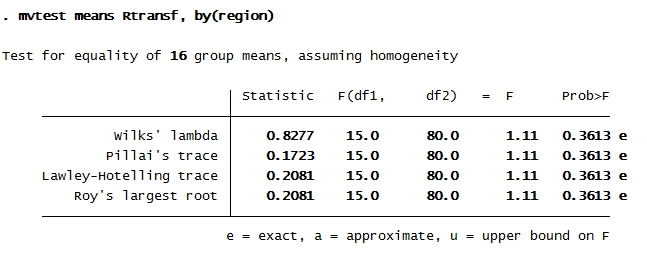 . mvtest means Rtransf, by(region)
Test for equality of 16 group means, assuming homogeneity
Statistic F(df1, df2) = F Prob>F
Wilks' lambda 0.8277 15.0 80.0 1.11 0.3613 e
Pillai's trace 0.1723 15.0 80.0 1.11 0.3613 e
Lawley-Hotelling trace 0.2081 15.0 80.0 1.11 0.3613 e
Roy's largest root 0.2081 15.0 80.0 1.11 0.3613 e
e = exact, a = approximate, u = upper bound on F